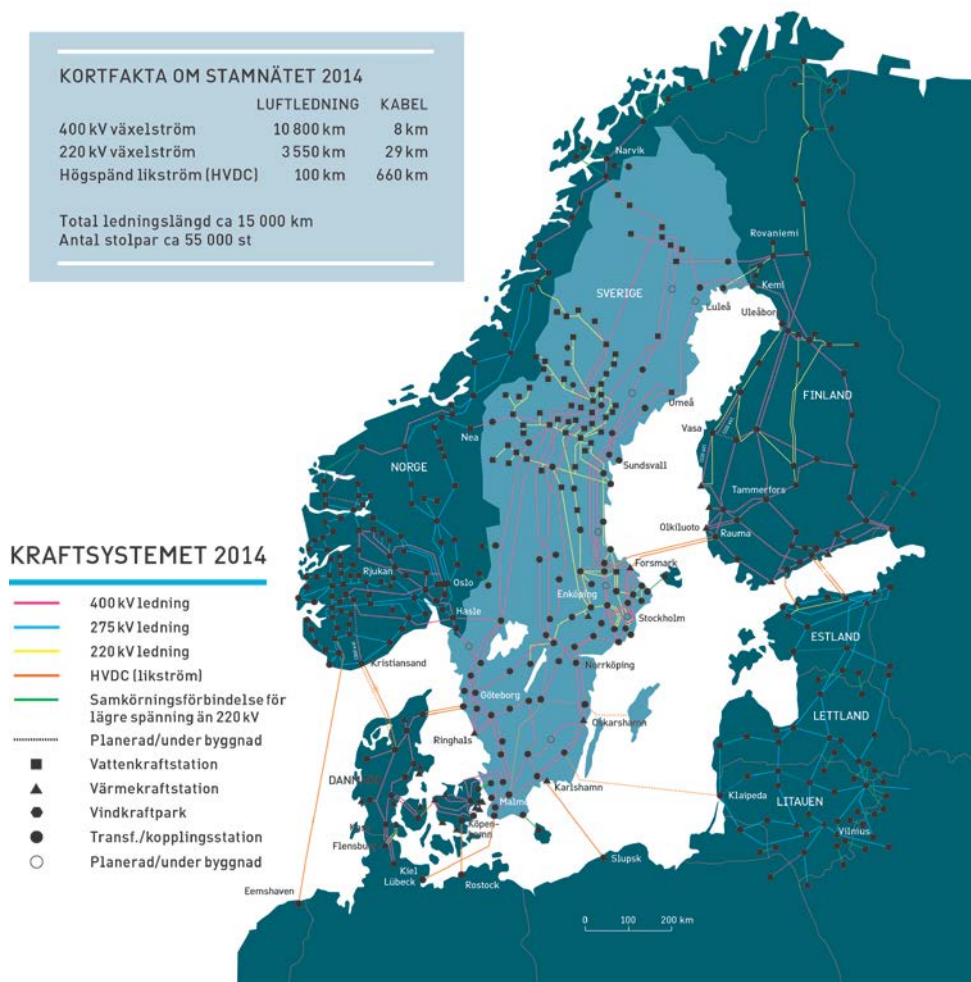 KORTFAKTA OM STAMNÄTET 2014
LUFTLEDNING KABEL
400 kV växelström 10 800 km 8 km
220 kV växelström 3 550 km 29 km
Högspänd likström (HVDC) 100 km 660 km
Total ledningslängd ca 15 000 km
Antal stolpar ca 55 000 st
Narvik
Rovaniemi
SVERIGE
Kemi
Luleå
Uleåborg
FINLAND
Umeå
Nea
Vasa
NORGE
Sundsvall
Tammerfors
Olkiluoto
Rauma
KRAFTSYSTEMET 2014
400 kV ledning
275 kV ledning
220 kV ledning
HVDC (likström)
Samkörningsförbindelse för
lägre spänning än 220 kV
Planerad/under byggnad
Vattenkraftstation
Värmekraftstation
Vindkraftpark
Transf./kopplingsstation
Planerad/under byggnad
Rjukan
Oslo
Hasle
Forsmark
Enköping
Stockholm
ESTLAND
Kristiansand
Norrköping
Göteborg
LETTLAND
Ringhals
Oskarshamn
Karlshamn
Klaipeda
LITAUEN
Vilnius
Malmö
Köpen-
hamn
Flensburg
Kiel
Lübeck
Rostock
Slupsk
Eemshaven
0 100 200 km